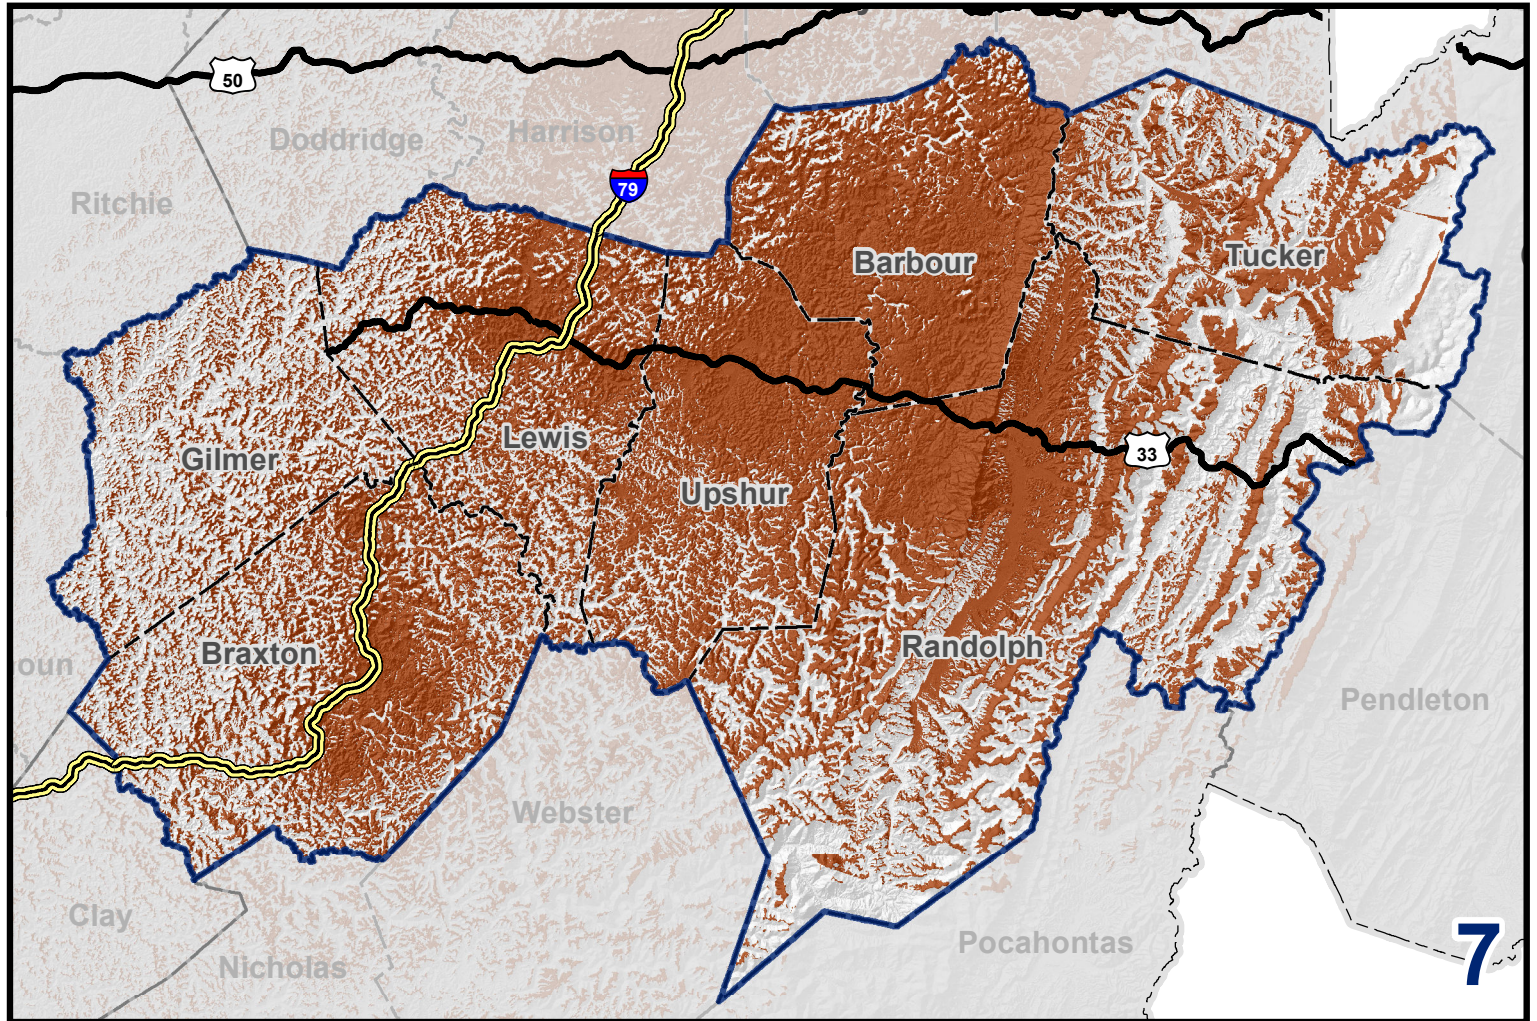 50
Doddridge
Harrison
79
Ritchie
Barbour
Tucker
Lewis
Gilmer
33
Upshur
Braxton
Randolph
oun
Pendleton
Webster
Clay
Pocahontas
7
Nicholas